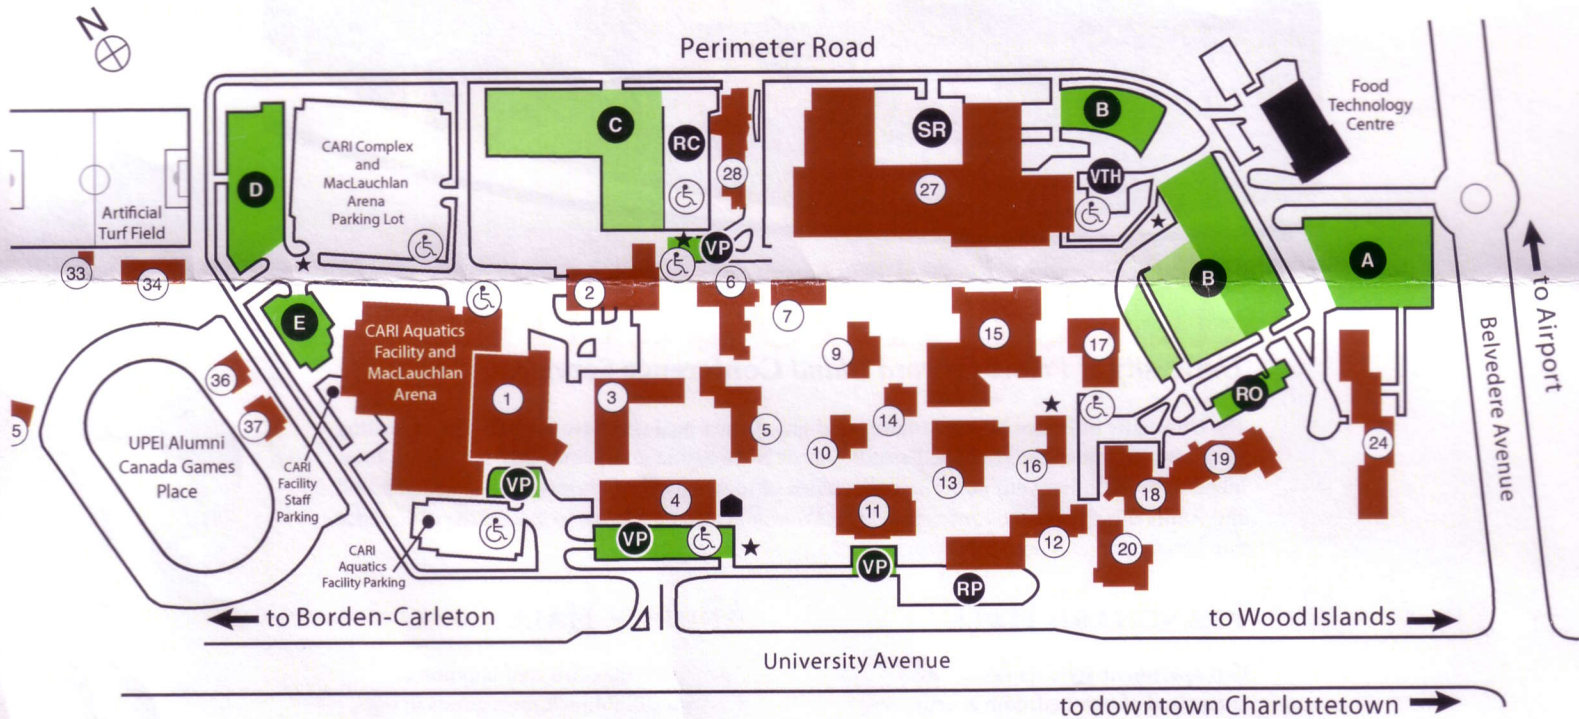 N
Perimeter Road
Food
Technology
Centre
C
RC
28
SR
27
B
VTH
D
CARI Complex
and
MacLauchlan
Arena
Parking Lot
Artificial
Turf Field
33
34
VP
A
B
2
6
7
E
CARI Aquatics
Facility and
MacLauchlan
Arena
1
3
9
15
17
to Airport
Belvedere Avenue
36
37
5
5
14
10
RO
16
13
19
24
UPEI Alumni
Canada Games
Place
CARI
Facility
Staff
Parking
VP
4
11
18
VP
12
20
CARI
Aquatics
Facility Parking
VP
RP
to Borden-Carleton
to Wood Islands
University Avenue
to downtown Charlottetown